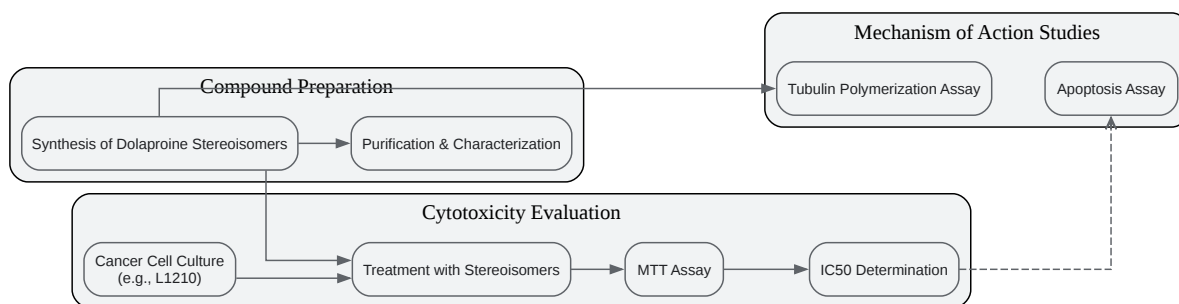 Mechanism of Action Studies
Tubulin Polymerization Assay
Apoptosis Assay
Compound Preparation
Synthesis of Dolaproine Stereoisomers
Purification & Characterization
Cytotoxicity Evaluation
Cancer Cell Culture
(e.g., L1210)
Treatment with Stereoisomers
MTT Assay
IC50 Determination